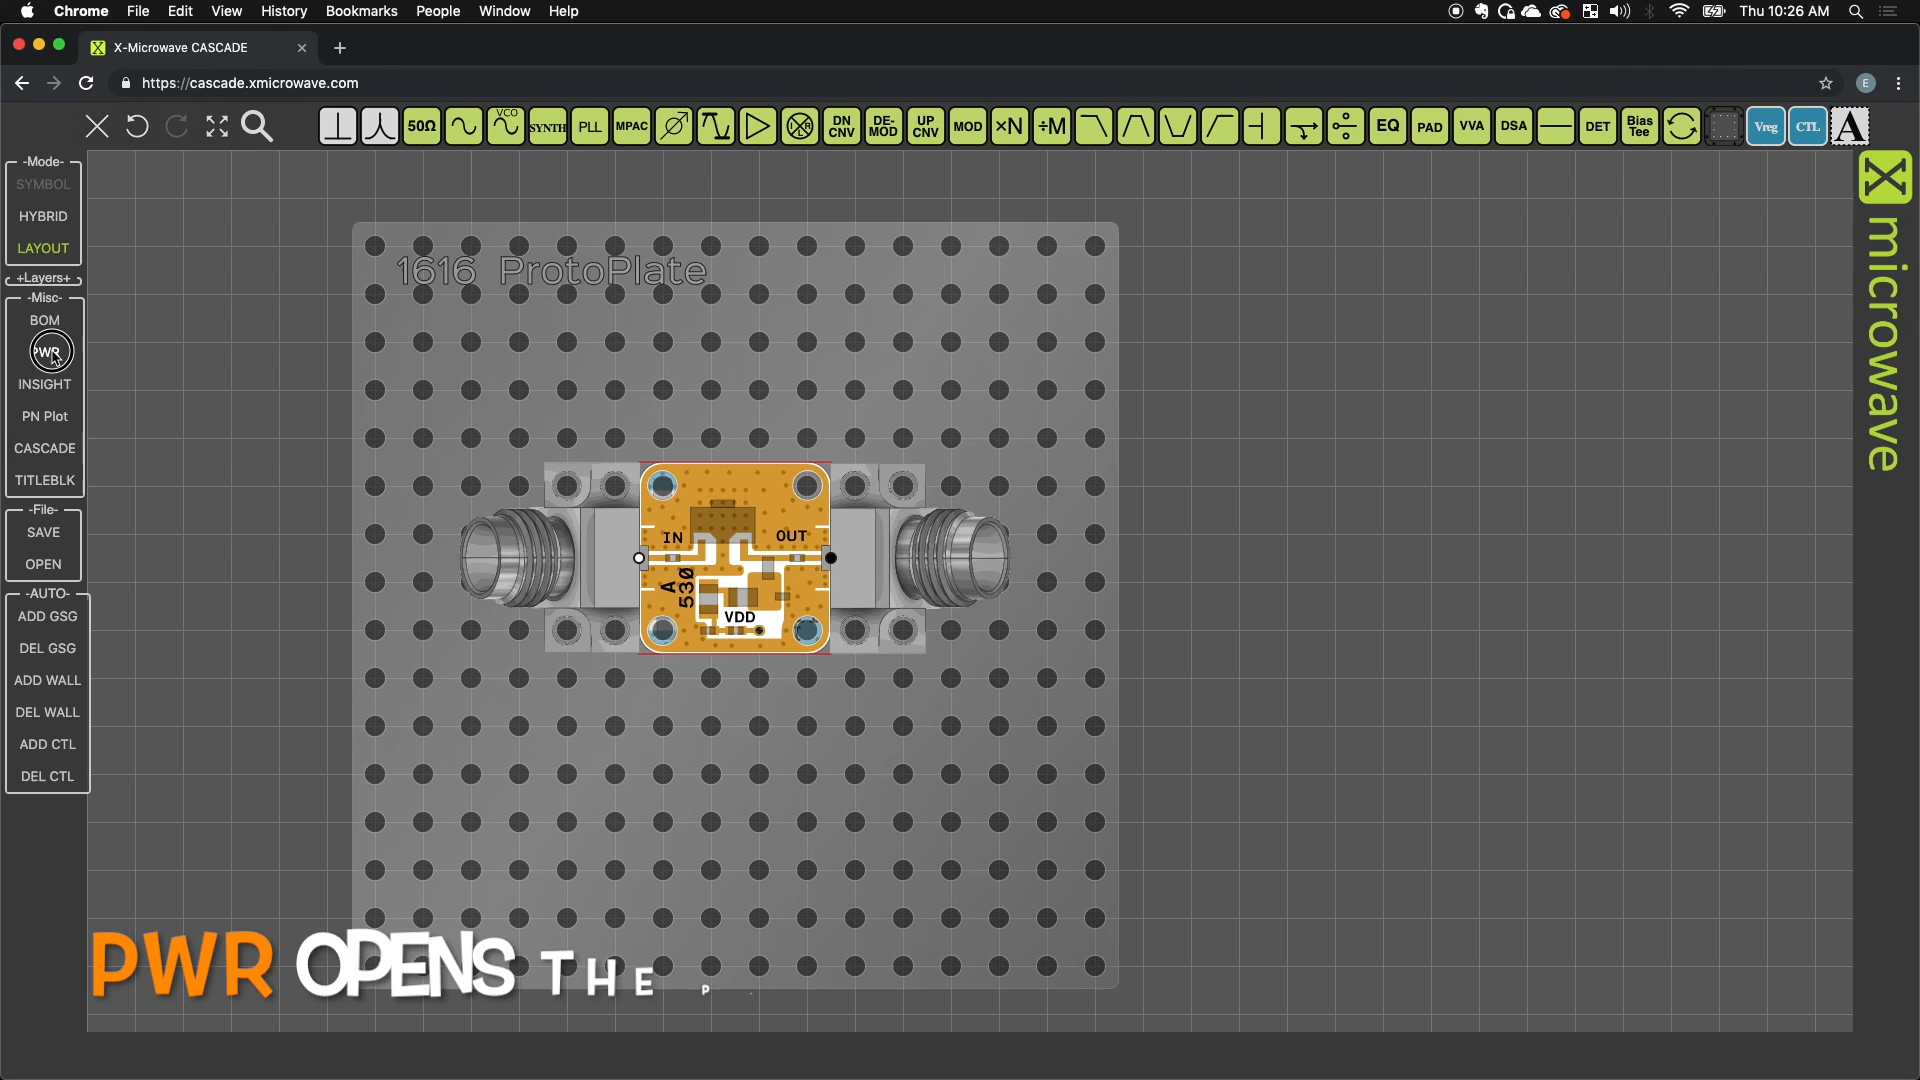 Chrome File Edit View History Bookmarks People Window Help Thu 10:26 AM
X-Microwave CASCADE
https://cascade.xmicrowave.com E
50Ω VCO SYNTH PLL MPAC DN CNV DE-MOD UP CNV MOD ×N ÷M EQ PAD VVA DSA DET Bias Tee Vreg CTL A
-Mode-
SYMBOL
HYBRID
LAYOUT
+Layers+
-Misc-
BOM
PWR
INSIGHT
PN Plot
CASCADE
TITLEBLK
-File-
SAVE
OPEN
-AUTO-
ADD GSG
DEL GSG
ADD WALL
DEL WALL
ADD CTL
DEL CTL
1616 ProtoPlate
IN OUT
A
530
VDD
X microwave
PWR OPENS THE P